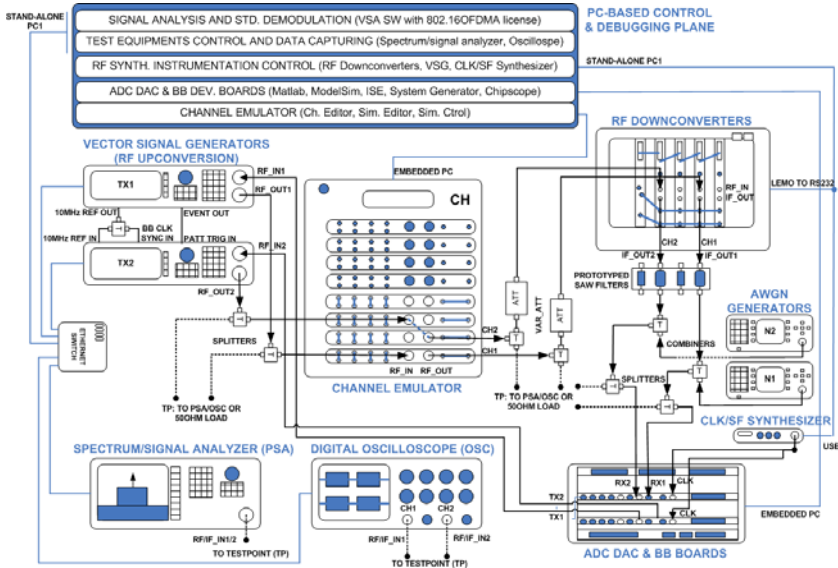 STAND-ALONE
PC1
SIGNAL ANALYSIS AND STD. DEMODULATION (VSA SW with 802.16OFDMA license)
TEST EQUIPMENTS CONTROL AND DATA CAPTURING (Spectrum/signal analyzer, Oscillospe)
RF SYNTH. INSTRUMENTATION CONTROL (RF Downconverters, VSG, CLK/SF Synthesizer)
ADC DAC & BB DEV. BOARDS (Matlab, ModelSim, ISE, System Generator, Chipscope)
CHANNEL EMULATOR (Ch. Editor, Sim. Editor, Sim. Ctrol)
PC-BASED CONTROL
& DEBUGGING PLANE
STAND-ALONE PC1
RF DOWNCONVERTERS
VECTOR SIGNAL GENERATORS
(RF UPCONVERSION)
RF_IN1
EMBEDDED PC
TX1
RF_OUT1
CH
RF_IN
IF_OUT
LEMO TO RS232
10MHz REF OUT
EVENT OUT
10MHz REF IN
T
BB CLK
SYNC IN
PATT TRIG IN
RF_IN2
CH2
CH1
IF_OUT2
IF_OUT1
TX2
RF_OUT2
PROTOTYPED
SAW FILTERS
ATT
VAR_ATT
ATT
AWGN
GENERATORS
T
SPLITTERS
T
COMBINERS
N2
ETHERNET
SWITCH
CH2
T
T
CH1
T
T
RF_IN
RF_OUT
CHANNEL EMULATOR
N1
TP: TO PSA/OSC OR
50OHM LOAD
TP: TO PSA/OSC OR
50OHM LOAD
T
SPLITTERS
T
CLK/SF SYNTHESIZER
USE
SPECTRUM/SIGNAL ANALYZER (PSA)
DIGITAL OSCILLOSCOPE (OSC)
RX2
RX1
CLK
TX2
TX1
CLK
CH1
CH2
EMBEDDED PC
RF/IF_IN1/2
RF/IF_IN1
RF/IF_IN2
TO TESTPOINT (TP)
TO TESTPOINT (TP)
ADC DAC & BB BOARDS